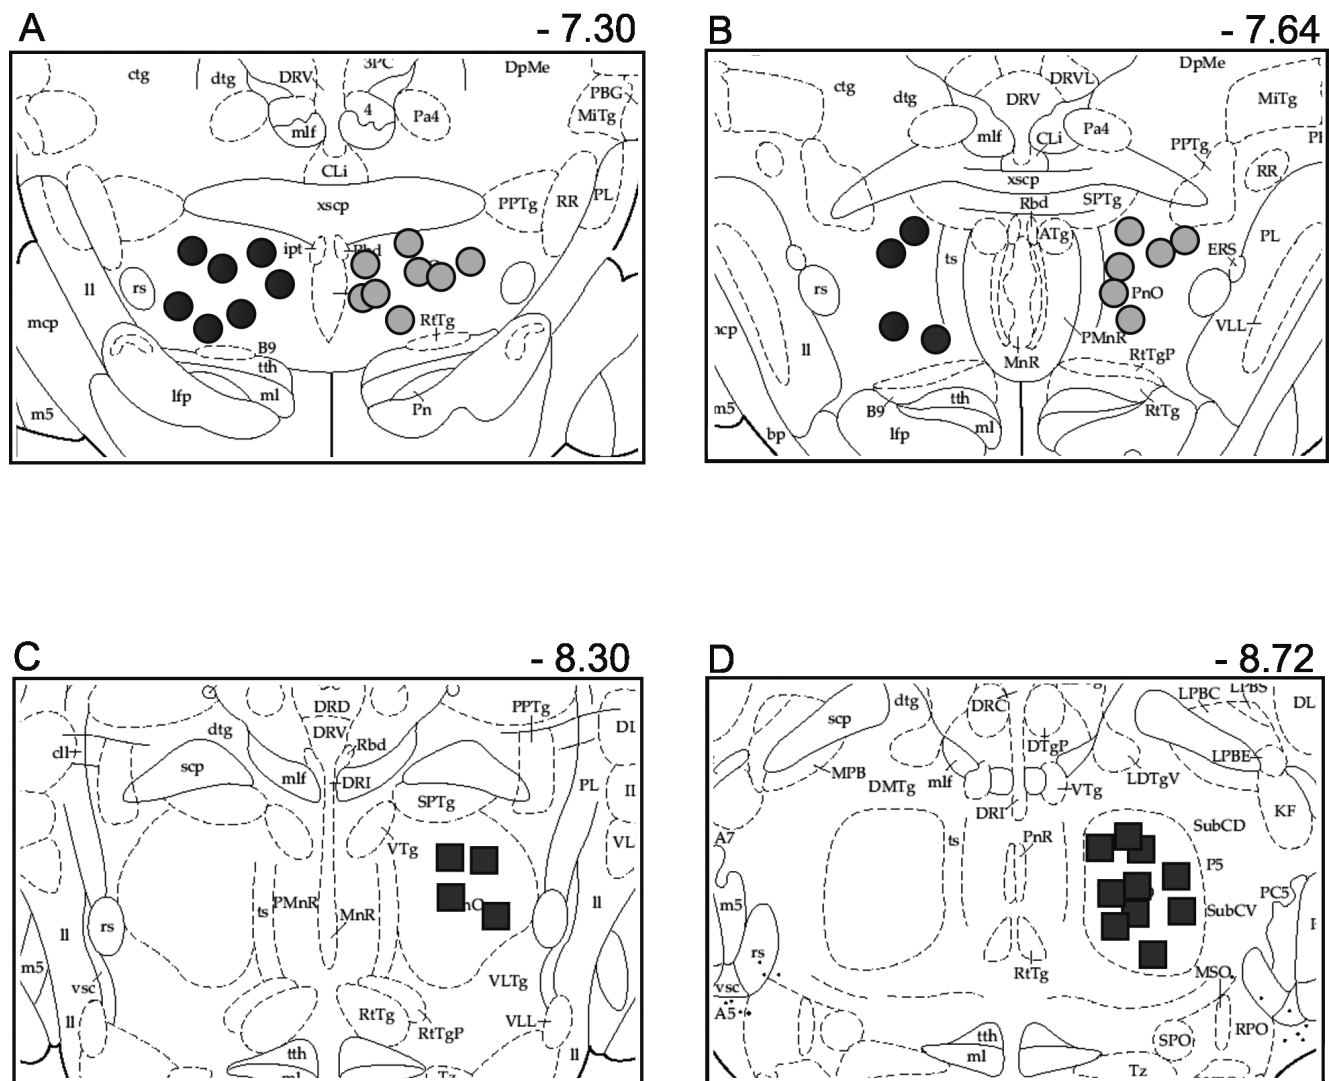 A
- 7.30
ctg
dtg
DRV
3PC
DpMe
PBG
MiTg
4
mlf
Pa4
CLi
xscp
PPTg
RR
PL
ipt
ll
rs
mcp
RtTg
B9
tth
lfp
ml
Pn
m5
B
- 7.64
ctg
dtg
DRV
DRVL
DpMe
MiTg
mlf
CLi
Pa4
PPTg
RR
xscp
Rbd
SPTg
ATg
ts
ERS
PL
rs
PnO
ll
PMnR
VLL
MnR
RtTgP
m5
B9
tth
RtTg
bp
lfp
ml
C
- 8.30
DRD
PPTg
dtg
DRV
Rbd
cll
scp
mlf
DRI
PL
SPTg
VTg
VL
ts
PMnR
MnR
ll
ll
rs
m5
vsc
VLTg
ll
RtTg
RtTgP
VLL
tth
ll
Tz
D
- 8.72
scp
dtg
DRC
LPBC
LPBS
DL
DTgP
LPBE
MPB
DMTg
mlf
VTg
LDTgV
DRI
KF
A7
ts
PnR
SubCD
P5
m5
PC5
SubCV
rs
RtTg
MSO
vsc
A5
tth
ml
SPO
RPO
Tz